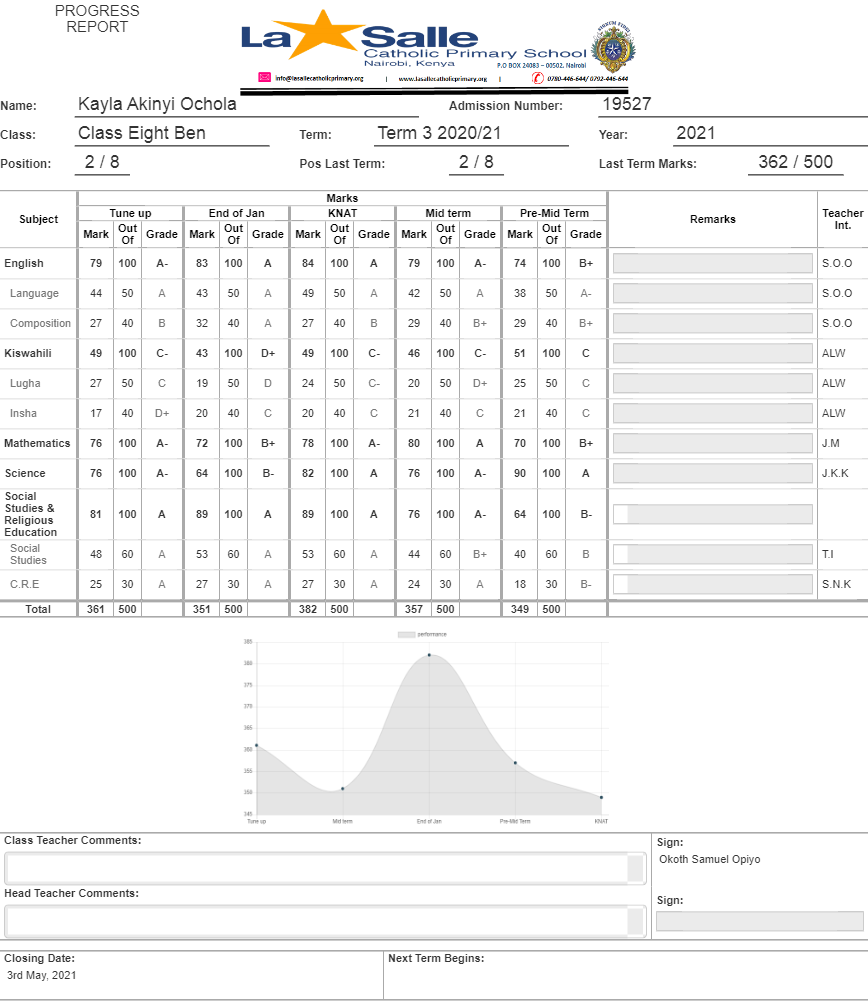 PROGRESS
REPORT
La Salle
Catholic Primary School
Nairobi, Kenya
P.O BOX 24083 – 00502, Nairobi
info@lasallecatholicprimary.org | www.lasallecatholicprimary.org | 0780-446-644/ 0792-446-644
Name: Kayla Akinyi Ochola Admission Number: 19527
Class: Class Eight Ben Term: Term 3 2020/21 Year: 2021
Position: 2 / 8 Pos Last Term: 2 / 8 Last Term Marks: 362 / 500
Subject Marks Remarks Teacher Int.
Tune up End of Jan KNAT Mid term Pre-Mid Term
Mark Out Of Grade Mark Out Of Grade Mark Out Of Grade Mark Out Of Grade Mark Out Of Grade
English 79 100 A- 83 100 A 84 100 A 79 100 A- 74 100 B+ S.O.O
Language 44 50 A 43 50 A 49 50 A 42 50 A 38 50 A- S.O.O
Composition 27 40 B 32 40 A 27 40 B 29 40 B+ 29 40 B+ S.O.O
Kiswahili 49 100 C- 43 100 D+ 49 100 C- 46 100 C- 51 100 C ALW
Lugha 27 50 C 19 50 D 24 50 C- 20 50 D+ 25 50 C ALW
Insha 17 40 D+ 20 40 C 20 40 C 21 40 C 21 40 C ALW
Mathematics 76 100 A- 72 100 B+ 78 100 A- 80 100 A 70 100 B+ J.M
Science 76 100 A- 64 100 B- 82 100 A 76 100 A- 90 100 A J.K.K
Social
Studies &
Religious
Education 81 100 A 89 100 A 89 100 A 76 100 A- 64 100 B-
Social
Studies 48 60 A 53 60 A 53 60 A 44 60 B+ 40 60 B T.I
C.R.E 25 30 A 27 30 A 27 30 A 24 30 A 18 30 B- S.N.K
Total 361 500 351 500 382 500 357 500 349 500
performance
385
380
375
370
365
360
355
350
345
Tune up Mid term End of Jan Pre-Mid Term KNAT
Class Teacher Comments: Sign:
Okoth Samuel Opiyo
Head Teacher Comments: Sign:
Closing Date: Next Term Begins:
3rd May, 2021